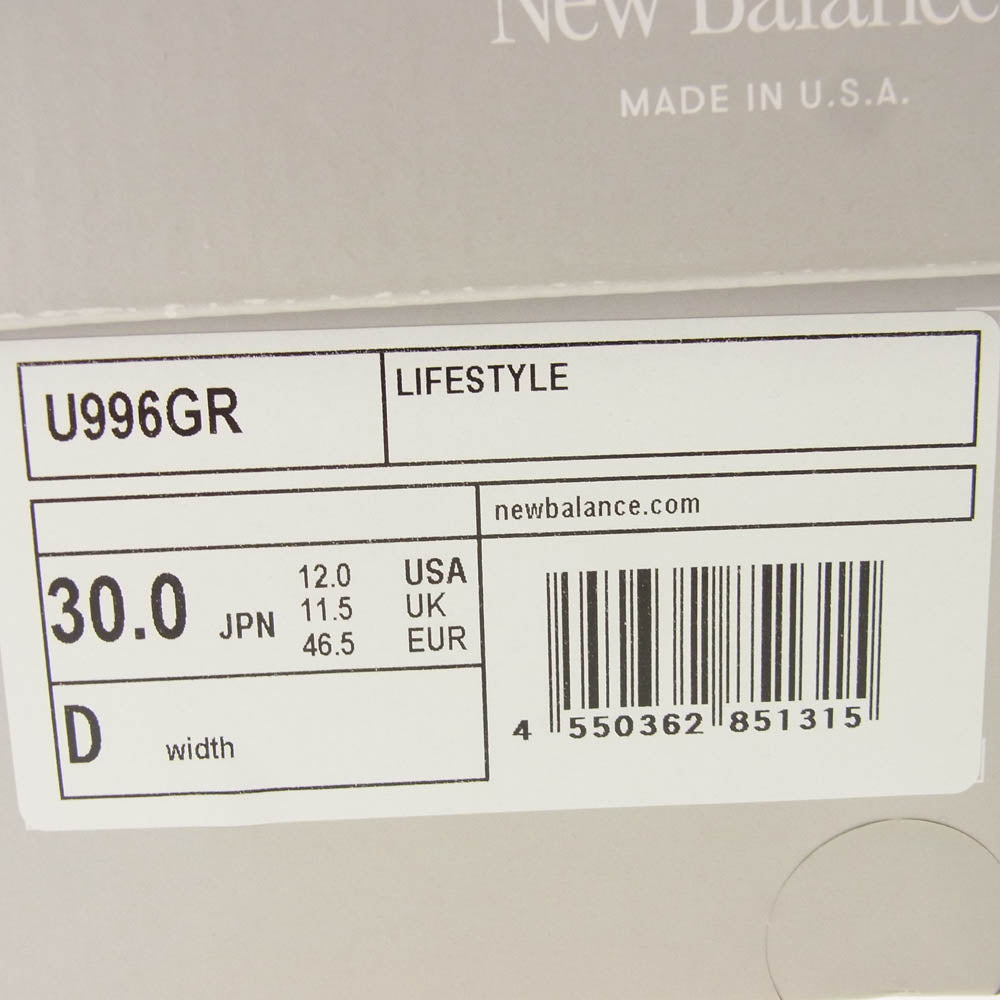 New Balance
MADE IN U.S.A.
U996GR
LIFESTYLE
newbalance.com
30.0 JPN
12.0 USA
11.5 UK
46.5 EUR
D width
4 550362 851315